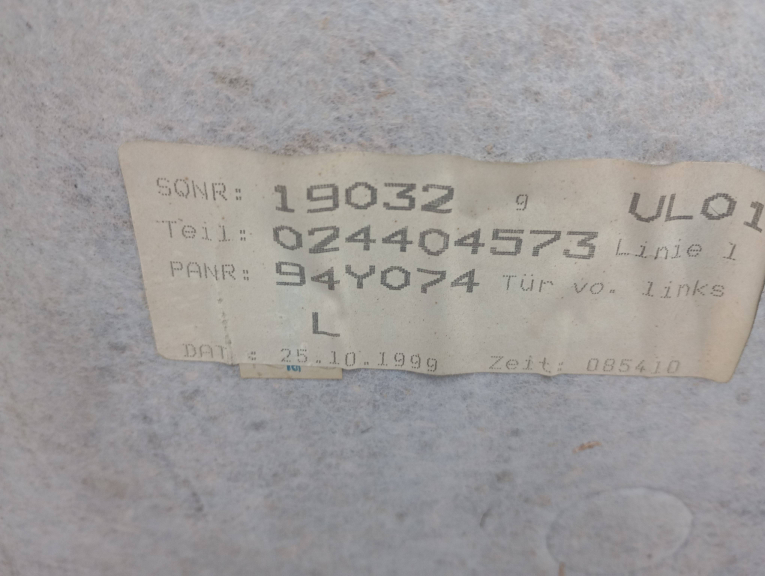 SQNR: 19032 g UL01
Teil: 024404573 Linie 1
PANR: 94Y074 Tür vo. links
L
DAT : 25.10.1999 Zeit: 085410